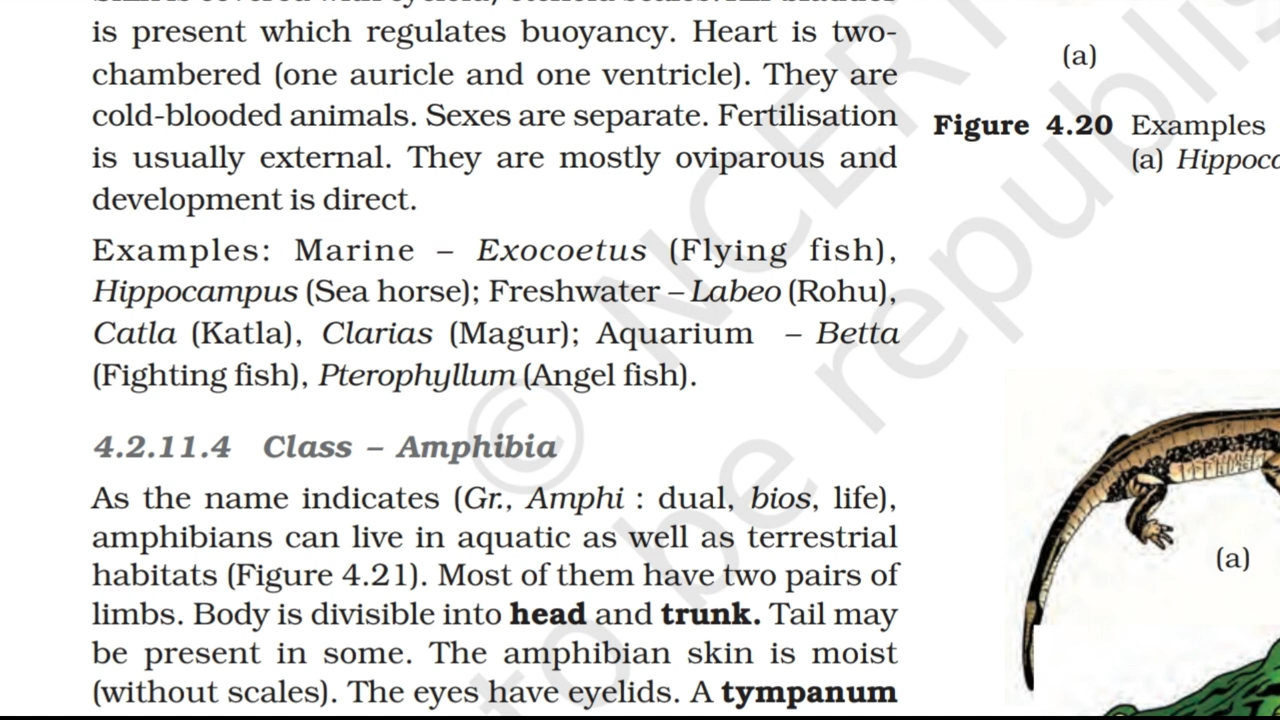 is present which regulates buoyancy. Heart is two-
chambered (one auricle and one ventricle). They are
cold-blooded animals. Sexes are separate. Fertilisation
is usually external. They are mostly oviparous and
development is direct.
Examples: Marine – Exocoetus (Flying fish),
Hippocampus (Sea horse); Freshwater – Labeo (Rohu),
Catla (Katla), Clarias (Magur); Aquarium – Betta
(Fighting fish), Pterophyllum (Angel fish).
4.2.11.4 Class – Amphibia
As the name indicates (Gr., Amphi : dual, bios, life),
amphibians can live in aquatic as well as terrestrial
habitats (Figure 4.21). Most of them have two pairs of
limbs. Body is divisible into head and trunk. Tail may
be present in some. The amphibian skin is moist
(without scales). The eyes have eyelids. A tympanum
(a)
Figure 4.20 Examples
(a) Hippoc
(a)
© NCERT
to be republis